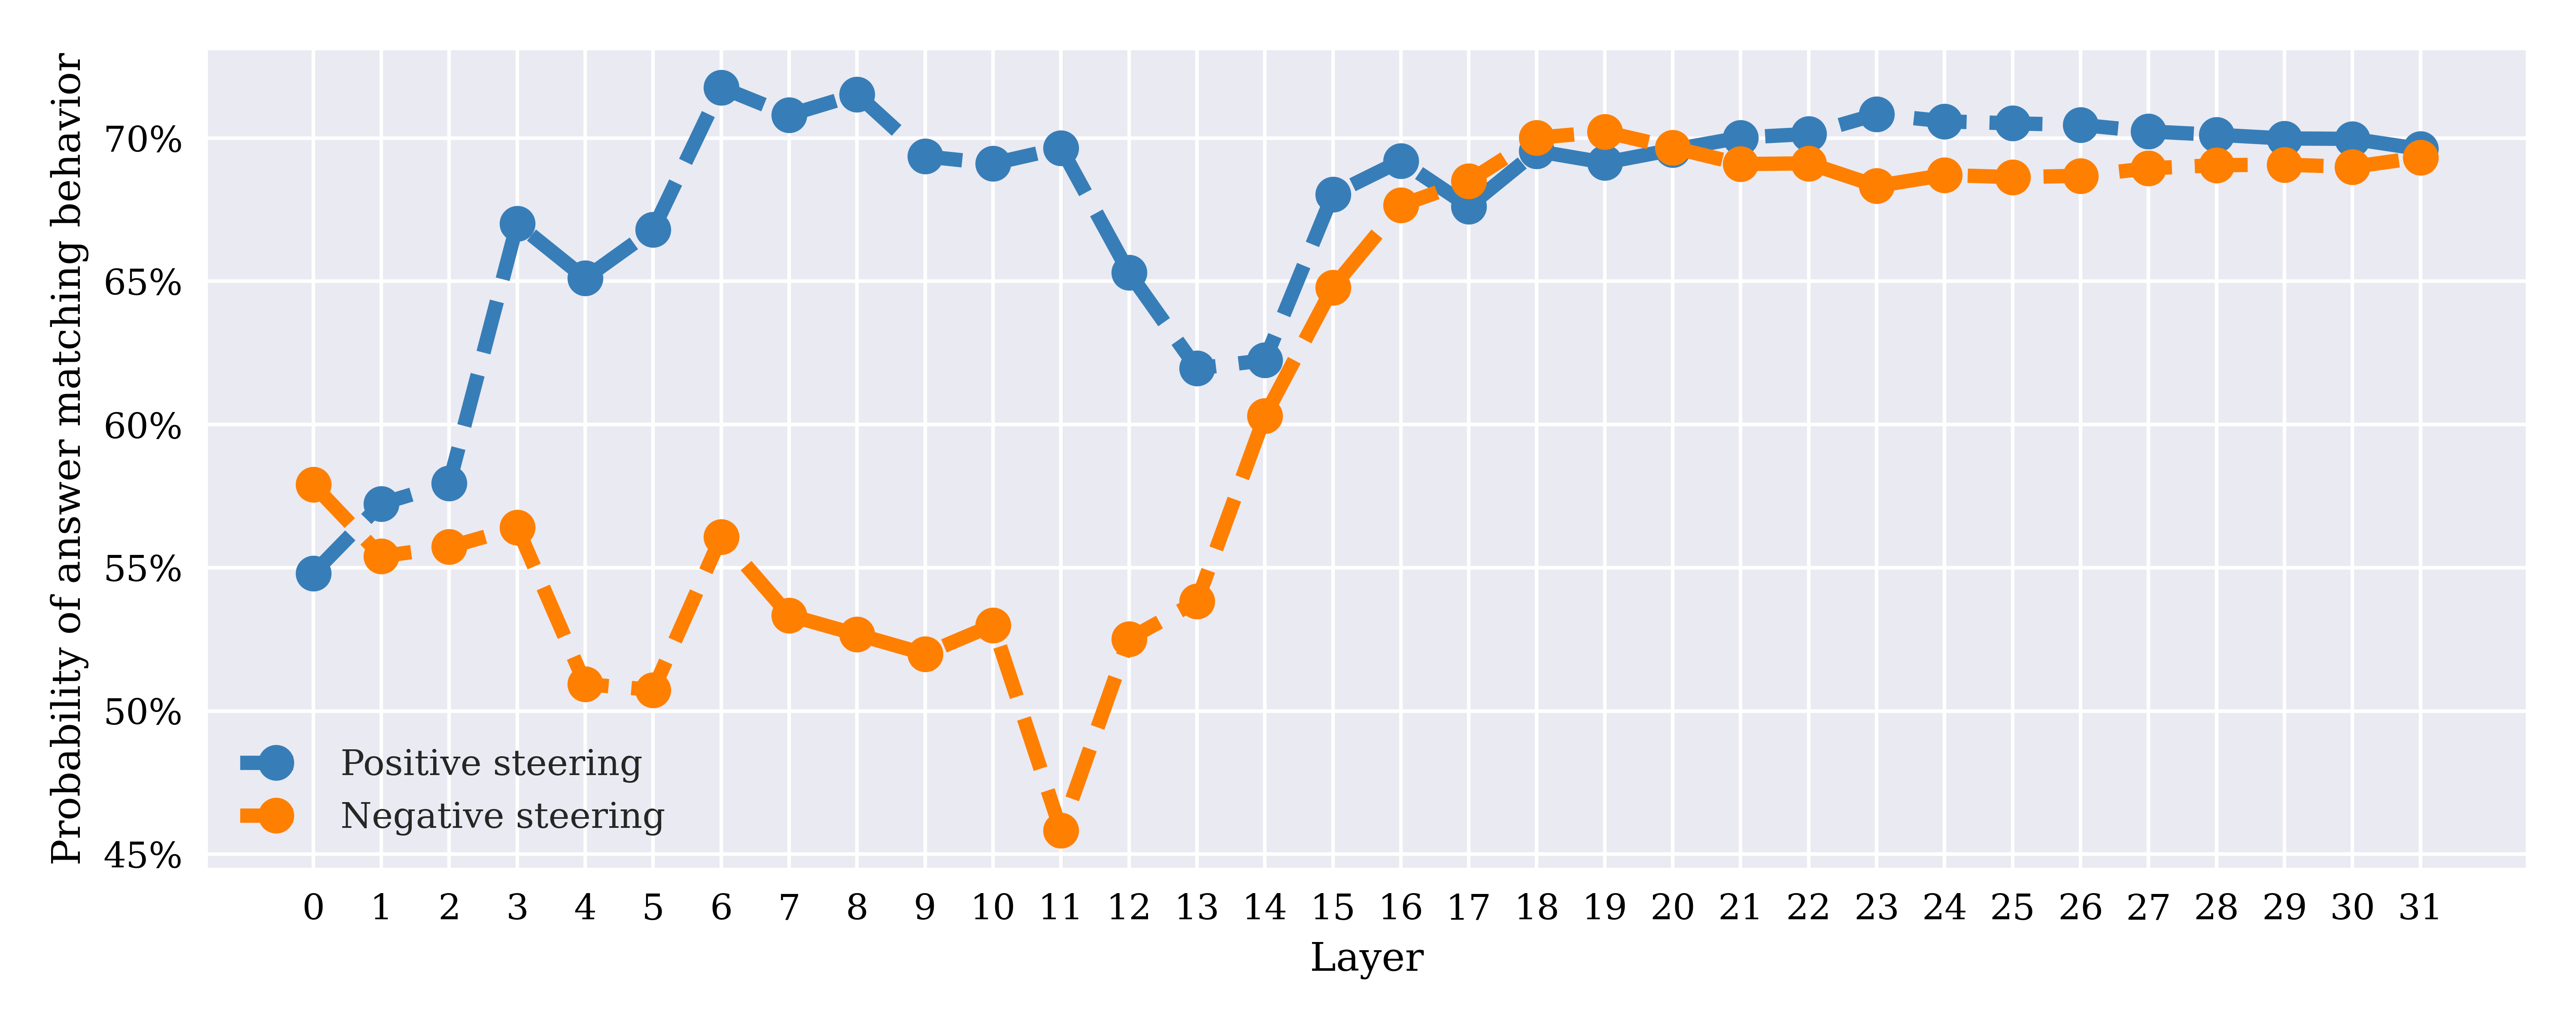 Probability of answer matching behavior
70%
65%
60%
55%
50%
45%
Positive steering
Negative steering
0 1 2 3 4 5 6 7 8 9 10 11 12 13 14 15 16 17 18 19 20 21 22 23 24 25 26 27 28 29 30 31
Layer